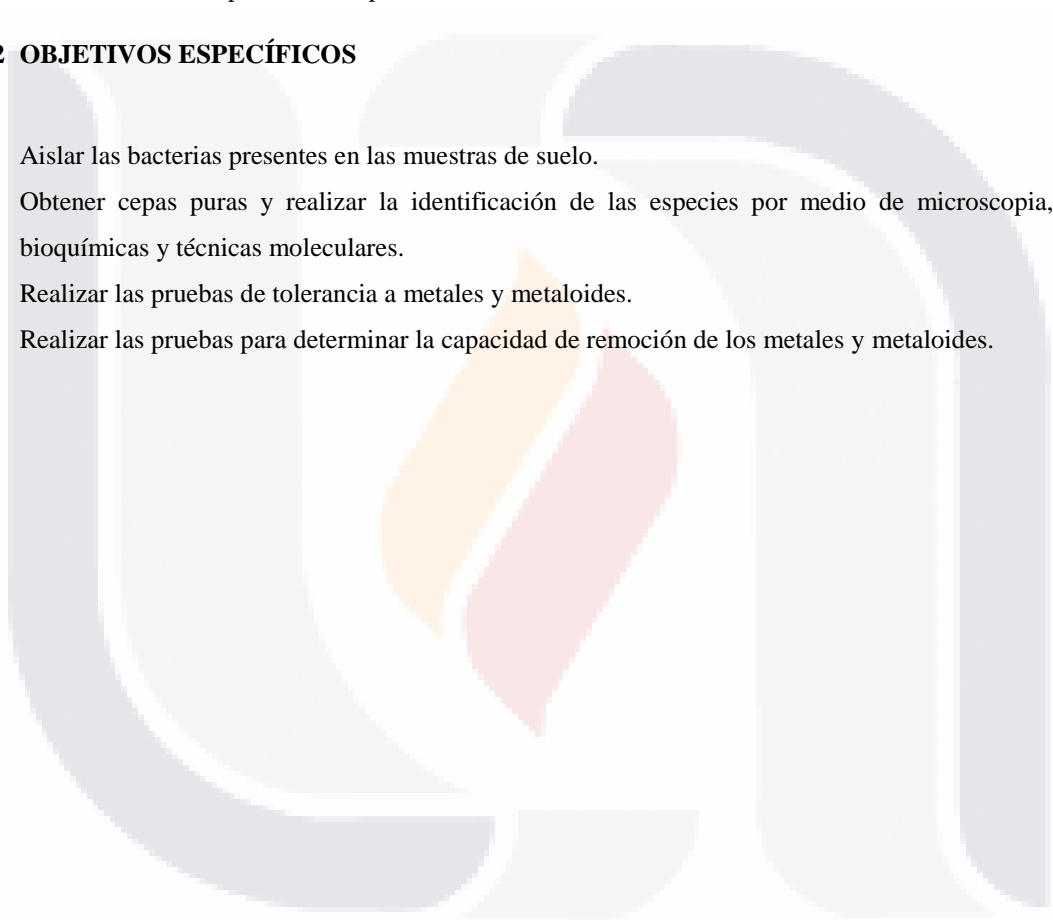 2 OBJETIVOS ESPECÍFICOS
Aislar las bacterias presentes en las muestras de suelo.
Obtener cepas puras y realizar la identificación de las especies por medio de microscopia,
bioquímicas y técnicas moleculares.
Realizar las pruebas de tolerancia a metales y metaloides.
Realizar las pruebas para determinar la capacidad de remoción de los metales y metaloides.